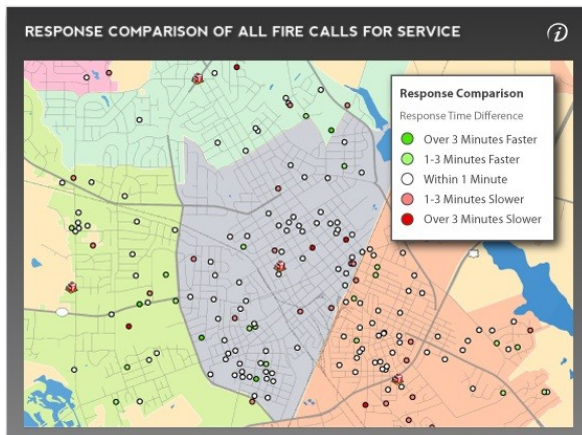 RESPONSE COMPARISON OF ALL FIRE CALLS FOR SERVICE
i
Response Comparison
Response Time Difference
Over 3 Minutes Faster
1-3 Minutes Faster
Within 1 Minute
1-3 Minutes Slower
Over 3 Minutes Slower